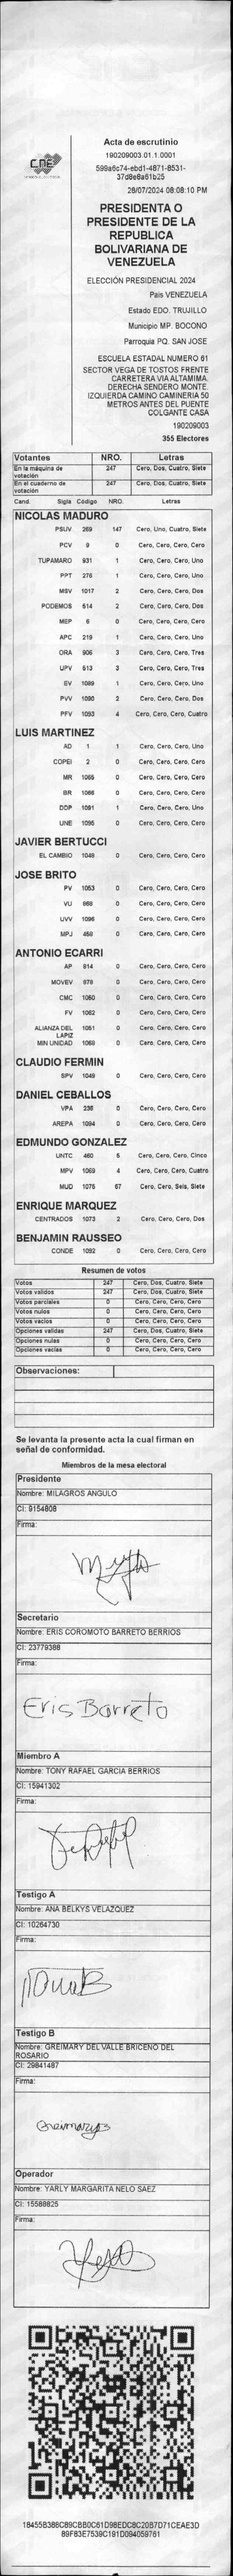 CNE
Acta de escrutinio
190209003.01.1.0001
599a6c74-ebd1-4871-8531-
37d9e8a61b25
28/07/2024 08:08:10 PM
PRESIDENTA O
PRESIDENTE DE LA
REPUBLICA
BOLIVARIANA DE
VENEZUELA
ELECCIÓN PRESIDENCIAL 2024
Pais VENEZUELA
Estado EDO. TRUJILLO
Municipio MP. BOCONO
Parroquia PQ. SAN JOSE
ESCUELA ESTADAL NUMERO 61
SECTOR VEGA DE TOSTOS FRENTE
CARRETERA VIA ALTAMIRA.
DERECHA SENDERO MONTE.
IZQUIERDA CAMINO CAMINERIA 50
METROS ANTES DEL PUENTE
COLGANTE CASA
190209003
355 Electores
Votantes NRO. Letras
En la máquina de votación 247 Cero, Dos, Cuatro, Siete
En el cuaderno de votación 247 Cero, Dos, Cuatro, Siete
Cand. Sigla Código NRO. Letras
NICOLAS MADURO
PSUV 269 147 Cero, Uno, Cuatro, Siete
PCV 9 0 Cero, Cero, Cero, Cero
TUPAMARO 931 1 Cero, Cero, Cero, Uno
PPT 276 1 Cero, Cero, Cero, Uno
MSV 1017 2 Cero, Cero, Cero, Dos
PODEMOS 614 2 Cero, Cero, Cero, Dos
MEP 6 0 Cero, Cero, Cero, Cero
APC 219 1 Cero, Cero, Cero, Uno
ORA 906 3 Cero, Cero, Cero, Tres
UPV 613 3 Cero, Cero, Cero, Tres
EV 1089 1 Cero, Cero, Cero, Uno
PVV 1090 2 Cero, Cero, Cero, Dos
PFV 1093 4 Cero, Cero, Cero, Cuatro
LUIS MARTINEZ
AD 1 1 Cero, Cero, Cero, Uno
COPEI 2 0 Cero, Cero, Cero, Cero
MR 1065 0 Cero, Cero, Cero, Cero
BR 1066 0 Cero, Cero, Cero, Cero
DDP 1091 1 Cero, Cero, Cero, Uno
UNE 1095 0 Cero, Cero, Cero, Cero
JAVIER BERTUCCI
EL CAMBIO 1048 0 Cero, Cero, Cero, Cero
JOSE BRITO
PV 1053 0 Cero, Cero, Cero, Cero
VU 868 0 Cero, Cero, Cero, Cero
UVV 1096 0 Cero, Cero, Cero, Cero
MPJ 458 0 Cero, Cero, Cero, Cero
ANTONIO ECARRI
AP 814 0 Cero, Cero, Cero, Cero
MOVEV 878 0 Cero, Cero, Cero, Cero
CMC 1050 0 Cero, Cero, Cero, Cero
FV 1062 0 Cero, Cero, Cero, Cero
ALIANZA DEL LAPIZ 1051 0 Cero, Cero, Cero, Cero
MIN UNIDAD 1068 0 Cero, Cero, Cero, Cero
CLAUDIO FERMIN
SPV 1049 0 Cero, Cero, Cero, Cero
DANIEL CEBALLOS
VPA 236 0 Cero, Cero, Cero, Cero
AREPA 1094 0 Cero, Cero, Cero, Cero
EDMUNDO GONZALEZ
UNTC 460 5 Cero, Cero, Cero, Cinco
MPV 1069 4 Cero, Cero, Cero, Cuatro
MUD 1075 67 Cero, Cero, Seis, Siete
ENRIQUE MARQUEZ
CENTRADOS 1073 2 Cero, Cero, Cero, Dos
BENJAMIN RAUSSEO
CONDE 1092 0 Cero, Cero, Cero, Cero
Resumen de votos
Votos 247 Cero, Dos, Cuatro, Siete
Votos validos 247 Cero, Dos, Cuatro, Siete
Votos parciales 0 Cero, Cero, Cero, Cero
Votos nulos 0 Cero, Cero, Cero, Cero
Votos vacios 0 Cero, Cero, Cero, Cero
Opciones validas 247 Cero, Dos, Cuatro, Siete
Opciones nulas 0 Cero, Cero, Cero, Cero
Opciones vacias 0 Cero, Cero, Cero, Cero
Observaciones:
Se levanta la presente acta la cual firman en
señal de conformidad.
Miembros de la mesa electoral
Presidente
Nombre: MILAGROS ANGULO
CI: 9154808
Firma:
Secretario
Nombre: ERIS COROMOTO BARRETO BERRIOS
CI: 23779388
Firma:
Eris Barreto
Miembro A
Nombre: TONY RAFAEL GARCIA BERRIOS
CI: 15941302
Firma:
Testigo A
Nombre: ANA BELKYS VELAZQUEZ
CI: 10264730
Firma:
Testigo B
Nombre: GREIMARY DEL VALLE BRICENO DEL
ROSARIO
CI: 29841487
Firma:
Greimary
Operador
Nombre: YARLY MARGARITA NELO SAEZ
CI: 15588825
Firma:
18455B386C89CBB0C61D98EDC8C20B7D71CEAE3D
89F83E7539C191D094059761